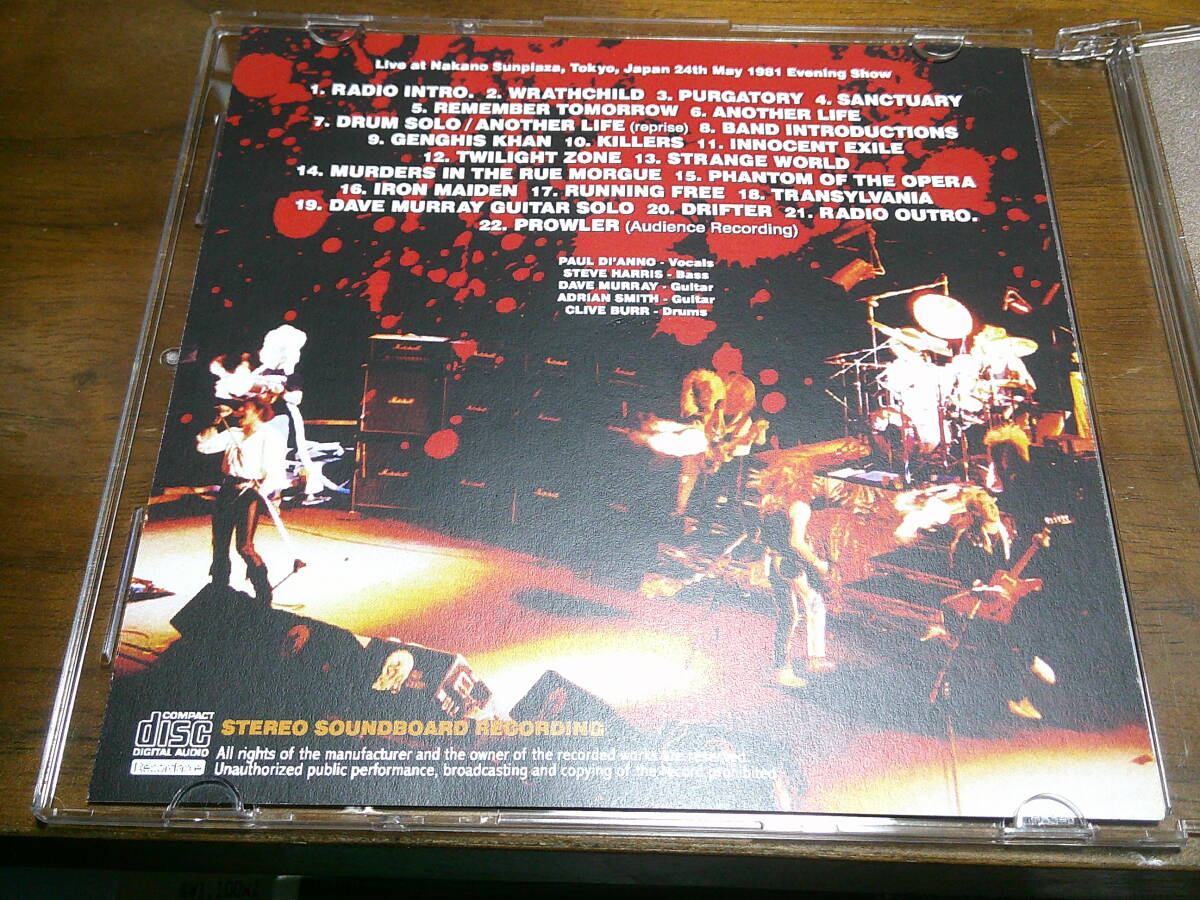 Live at Nakano Sunplaza, Tokyo, Japan 24th May 1981 Evening Show
1. RADIO INTRO. 2. WRATHCHILD 3. PURGATORY 4. SANCTUARY
5. REMEMBER TOMORROW 6. ANOTHER LIFE
7. DRUM SOLO/ANOTHER LIFE (reprise) 8. BAND INTRODUCTIONS
9. GENGHIS KHAN 10. KILLERS 11. INNOCENT EXILE
12. TWILIGHT ZONE 13. STRANGE WORLD
14. MURDERS IN THE RUE MORGUE 15. PHANTOM OF THE OPERA
16. IRON MAIDEN 17. RUNNING FREE 18. TRANSYLVANIA
19. DAVE MURRAY GUITAR SOLO 20. DRIFTER 21. RADIO OUTRO.
22. PROWLER (Audience Recording)
PAUL DI'ANNO - Vocals
STEVE HARRIS - Bass
DAVE MURRAY - Guitar
ADRIAN SMITH - Guitar
CLIVE BURR - Drums
Marshall
Marshall
Marshall
Marshall
COMPACT
disc
DIGITAL AUDIO
Recordable
STEREO SOUNDBOARD RECORDING
All rights of the manufacturer and the owner of the recorded works are reserved.
Unauthorized public performance, broadcasting and copying of the record prohibited.